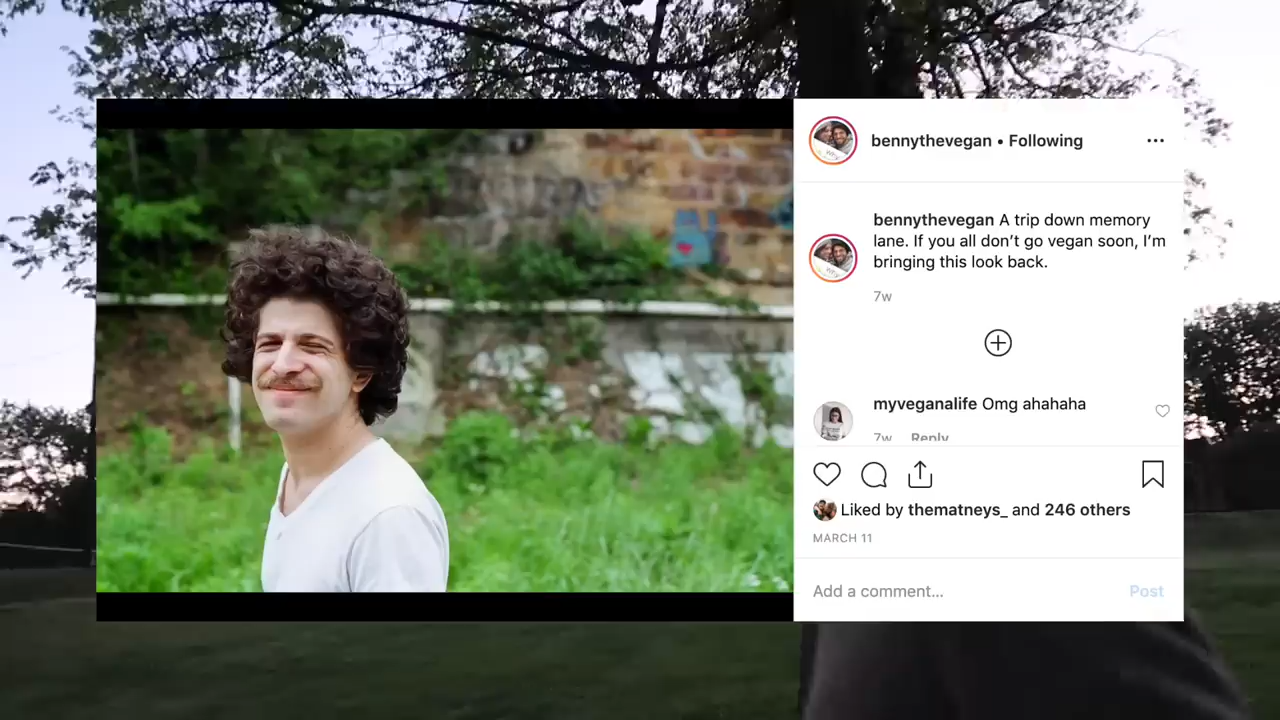 bennythevegan • Following
bennythevegan A trip down memory
lane. If you all don’t go vegan soon, I’m
bringing this look back.
7w
myveganalife Omg ahahaha
7w Reply
Liked by thematneys_ and 246 others
MARCH 11
Add a comment...
Post